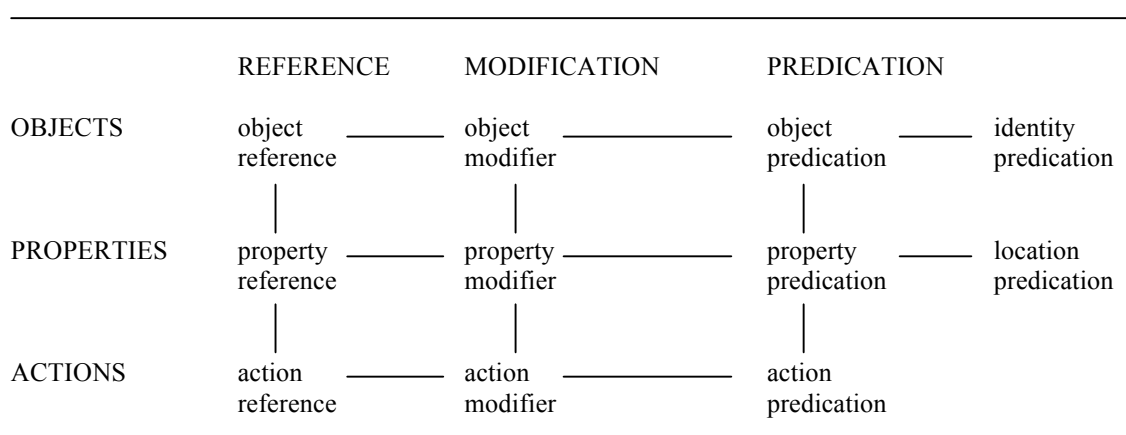 REFERENCE MODIFICATION PREDICATION
OBJECTS object object object identity
reference modifier predication predication
PROPERTIES property property property location
reference modifier predication predication
ACTIONS action action action
reference modifier predication